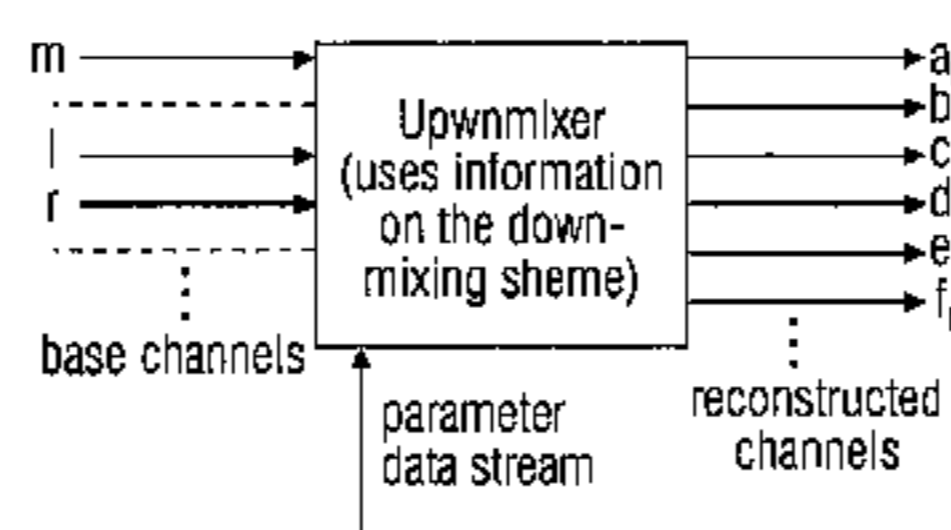 m
l
r
base channels
Upwnmixer
(uses information
on the down-
mixing sheme)
parameter
data stream
a
b
c
d
e
f
reconstructed
channels